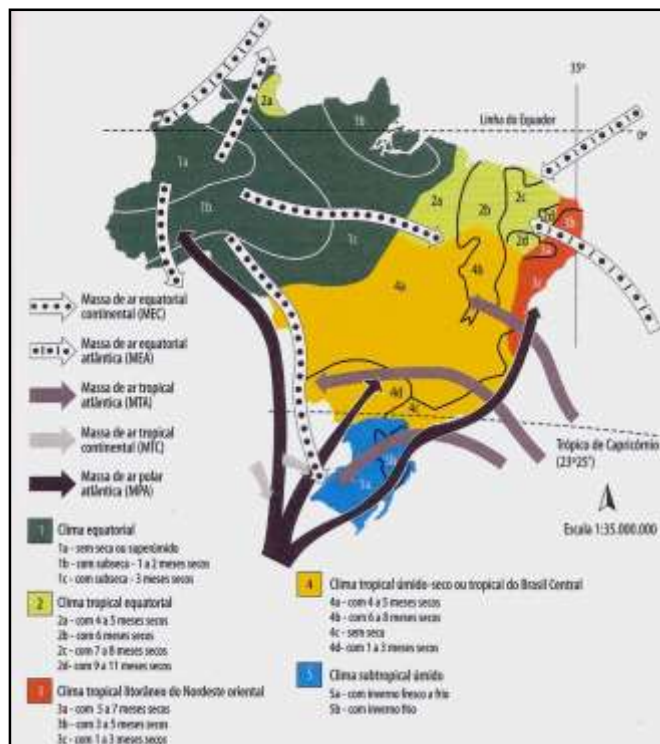 35º
Linha do Equador
0º
2a
1b
1a
1b
1c
2a
2b
2c
2d
2d
3b
3c
4a
4b
4d
4c
5a
Massa de ar equatorial
continental (MEC)
Massa de ar equatorial
atlântica (MEA)
Massa de ar tropical
atlântica (MTA)
Massa de ar tropical
continental (MTC)
Massa de ar polar
atlântica (MPA)
Trópico de Capricórnio
(23º25")
Escala 1:35.000.000
1 Clima equatorial
1a - sem seca ou superúmido
1b - com subseca - 1 a 2 meses secos
1c - com subseca - 3 meses secos
2 Clima tropical equatorial
2a - com 4 a 5 meses secos
2b - com 6 meses secos
2c - com 7 a 8 meses secos
2d- com 9 a 11 meses secos
3 Clima tropical litorâneo do Nordeste oriental
3a - com 5 a 7 meses secos
3b - com 3 a 5 meses secos
3c - com 1 a 3 meses secos
4 Clima tropical úmido-seco ou tropical do Brasil Central
4a - com 4 a 5 meses secos
4b - com 6 a 8 meses secos
4c - sem seca
4d- com 1 a 3 meses secos
5 Clima subtropical úmido
5a - com inverno fresco a frio
5b - com inverno frio